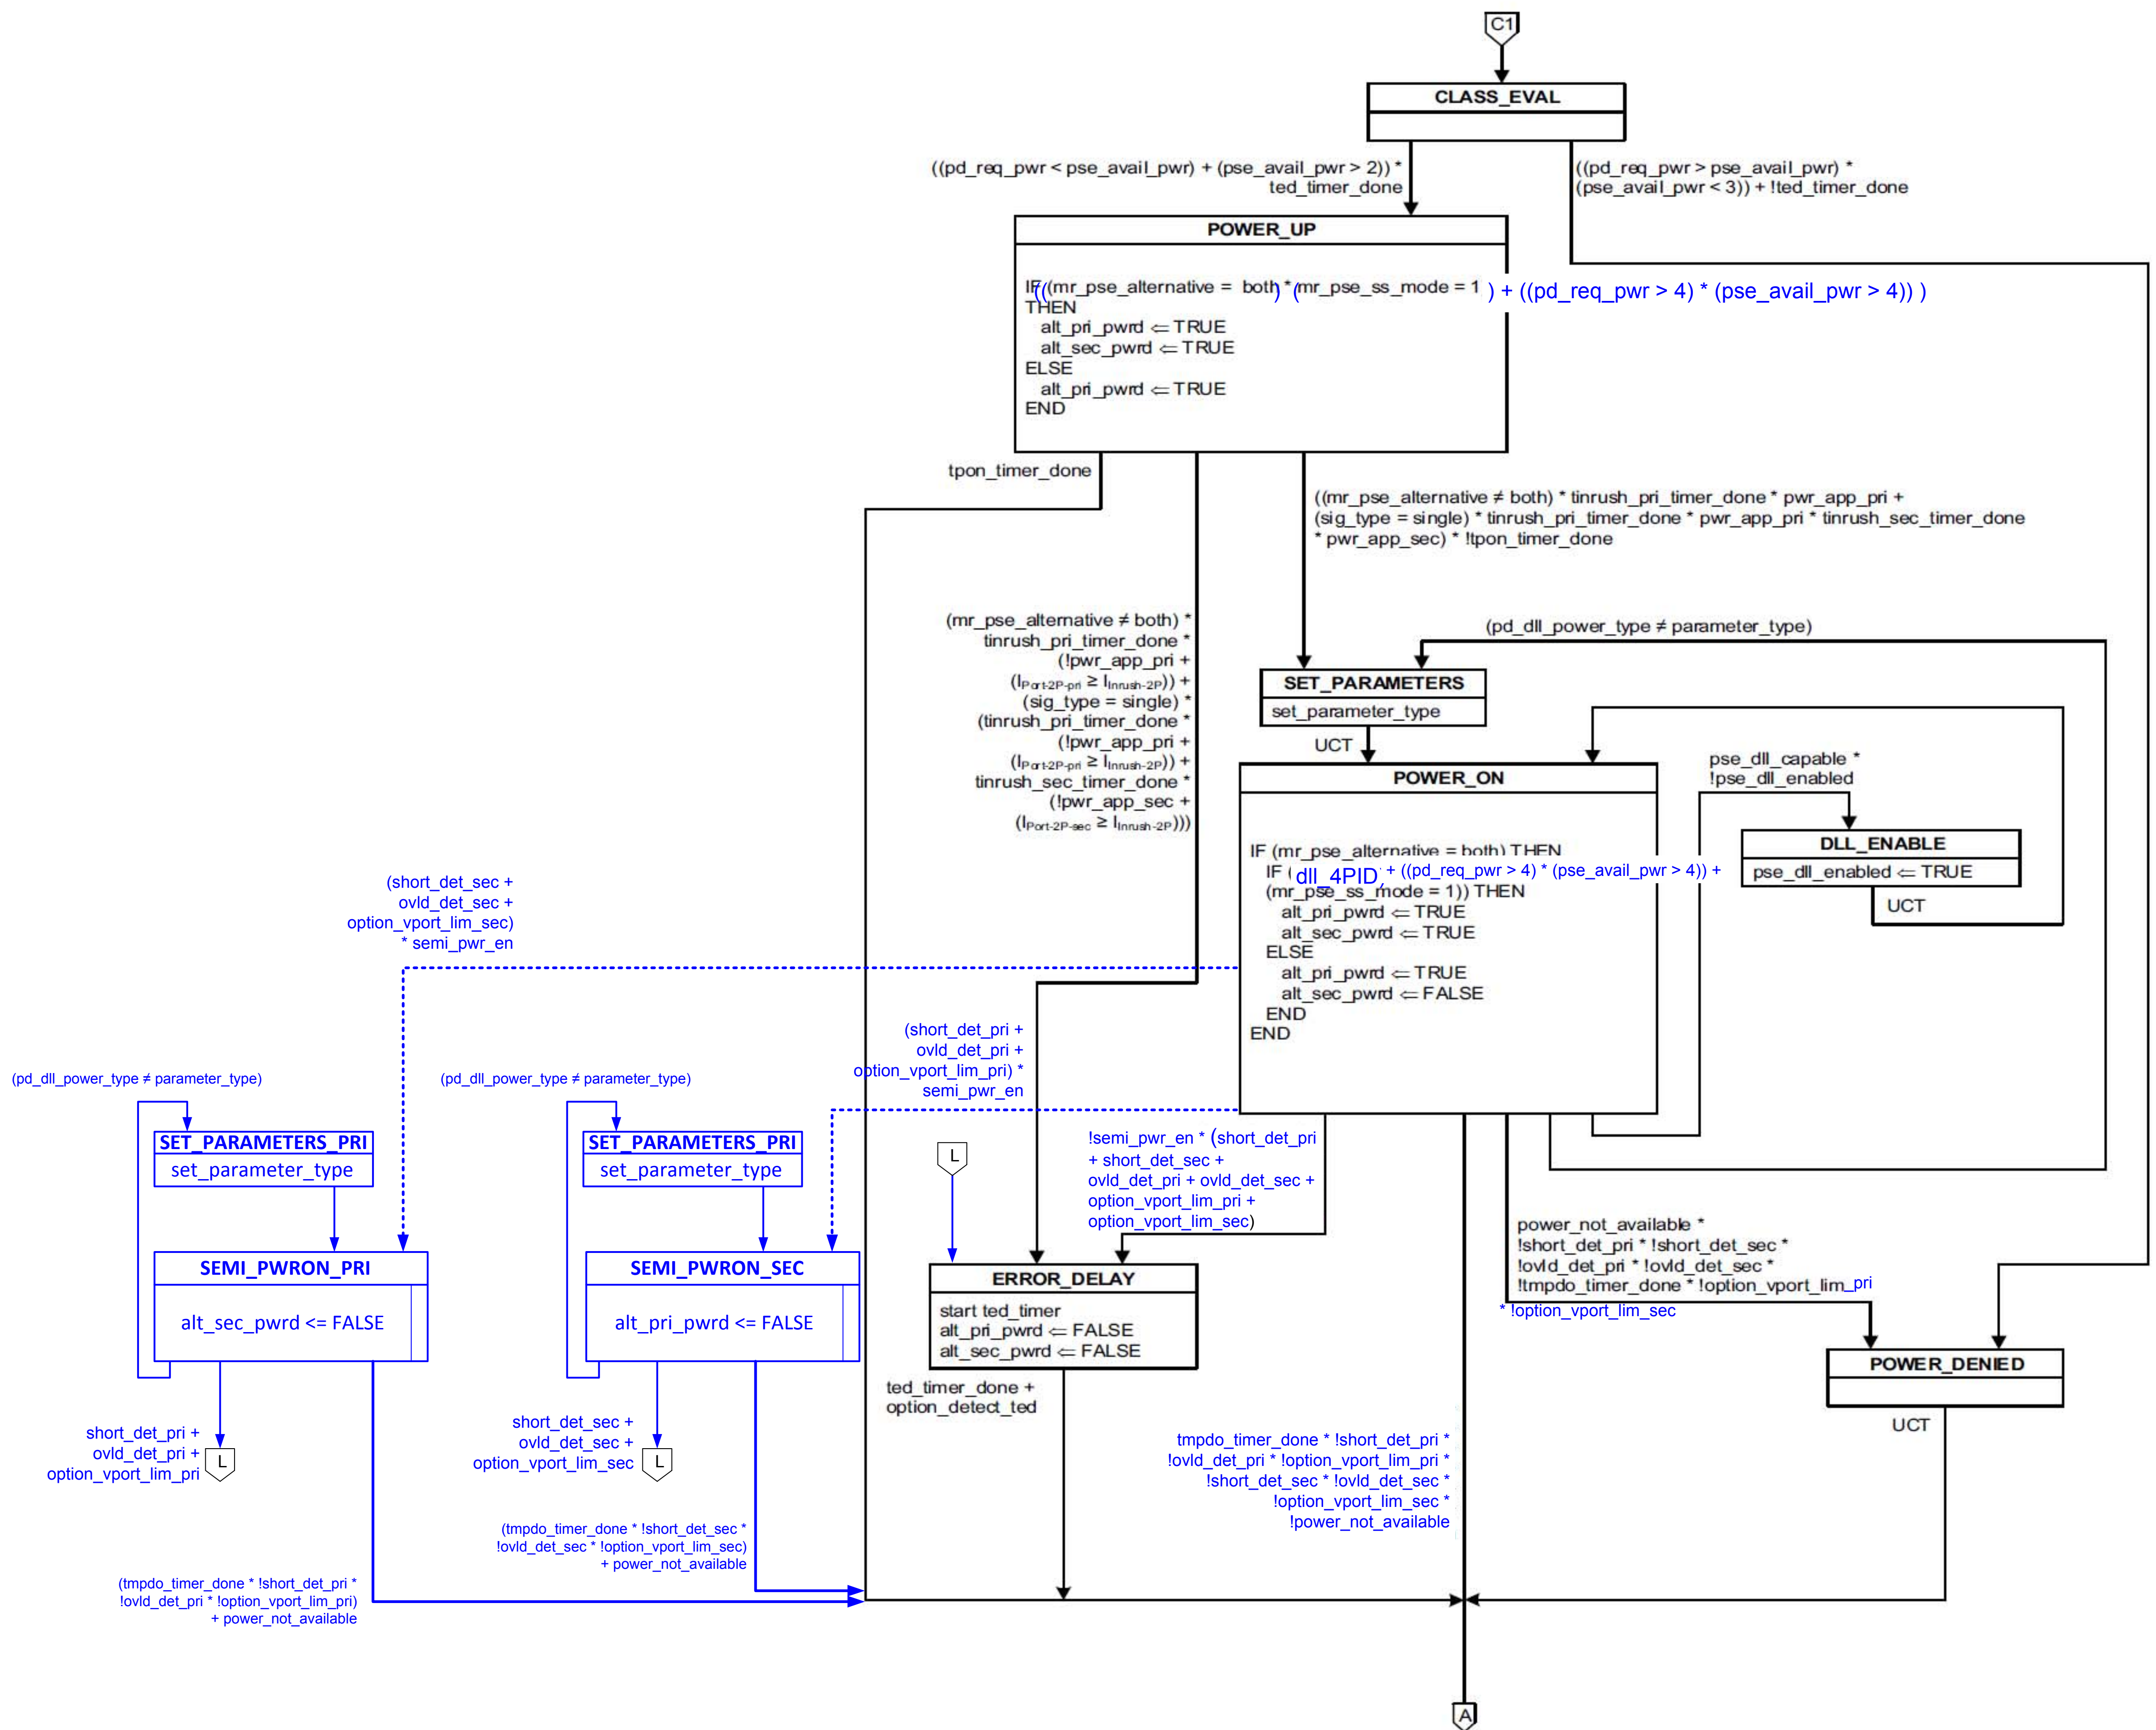 C1
CLASS_EVAL
((pd_req_pwr < pse_avail_pwr) + (pse_avail_pwr > 2)) *
ted_timer_done
((pd_req_pwr > pse_avail_pwr) *
(pse_avail_pwr < 3)) + !ted_timer_done
POWER_UP
IF ((mr_pse_alternative = both) * (mr_pse_ss_mode = 1 ) + ((pd_req_pwr > 4) * (pse_avail_pwr > 4)) )
THEN
alt_pri_pwrd ⇐ TRUE
alt_sec_pwrd ⇐ TRUE
ELSE
alt_pri_pwrd ⇐ TRUE
END
tpon_timer_done
((mr_pse_alternative ≠ both) * tinrush_pri_timer_done * pwr_app_pri +
(sig_type = single) * tinrush_pri_timer_done * pwr_app_pri * tinrush_sec_timer_done
* pwr_app_sec) * !tpon_timer_done
(mr_pse_alternative ≠ both) *
tinrush_pri_timer_done *
(!pwr_app_pri +
(IPort-2P-pri ≥ IInrush-2P)) +
(sig_type = single) *
(tinrush_pri_timer_done *
(!pwr_app_pri +
(IPort-2P-pri ≥ IInrush-2P)) +
tinrush_sec_timer_done *
(!pwr_app_sec +
(IPort-2P-sec ≥ IInrush-2P)))
(pd_dll_power_type ≠ parameter_type)
SET_PARAMETERS
set_parameter_type
UCT
POWER_ON
IF (mr_pse_alternative = both) THEN
IF ( dll_4PID) + ((pd_req_pwr > 4) * (pse_avail_pwr > 4)) +
(mr_pse_ss_mode = 1)) THEN
alt_pri_pwrd ⇐ TRUE
alt_sec_pwrd ⇐ TRUE
ELSE
alt_pri_pwrd ⇐ TRUE
alt_sec_pwrd ⇐ FALSE
END
END
pse_dll_capable *
!pse_dll_enabled
DLL_ENABLE
pse_dll_enabled ⇐ TRUE
UCT
(short_det_sec +
ovld_det_sec +
option_vport_lim_sec)
* semi_pwr_en
(short_det_pri +
ovld_det_pri +
option_vport_lim_pri) *
semi_pwr_en
(pd_dll_power_type ≠ parameter_type)
SET_PARAMETERS_PRI
set_parameter_type
SEMI_PWRON_PRI
alt_sec_pwrd <= FALSE
short_det_pri +
ovld_det_pri +
option_vport_lim_pri
L
(tmpdo_timer_done * !short_det_pri *
!ovld_det_pri * !option_vport_lim_pri)
+ power_not_available
(pd_dll_power_type ≠ parameter_type)
SET_PARAMETERS_PRI
set_parameter_type
SEMI_PWRON_SEC
alt_pri_pwrd <= FALSE
short_det_sec +
ovld_det_sec +
option_vport_lim_sec
L
(tmpdo_timer_done * !short_det_sec *
!ovld_det_sec * !option_vport_lim_sec)
+ power_not_available
L
!semi_pwr_en * (short_det_pri
+ short_det_sec +
ovld_det_pri + ovld_det_sec +
option_vport_lim_pri +
option_vport_lim_sec)
ERROR_DELAY
start ted_timer
alt_pri_pwrd ⇐ FALSE
alt_sec_pwrd ⇐ FALSE
ted_timer_done +
option_detect_ted
power_not_available *
!short_det_pri * !short_det_sec *
!ovld_det_pri * !ovld_det_sec *
!tmpdo_timer_done * !option_vport_lim_pri
* !option_vport_lim_sec
POWER_DENIED
UCT
tmpdo_timer_done * !short_det_pri *
!ovld_det_pri * !option_vport_lim_pri *
!short_det_sec * !ovld_det_sec *
!option_vport_lim_sec *
!power_not_available
A